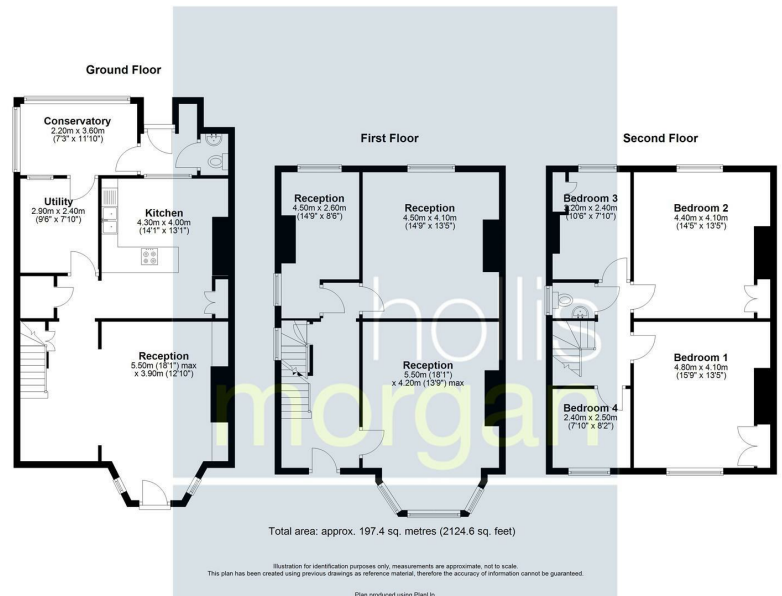 Ground Floor
Conservatory
2.20m x 3.60m
(7'3" x 11'10")
Utility
2.90m x 2.40m
(9'6" x 7'10")
Kitchen
4.30m x 4.00m
(14'1" x 13'1")
Reception
5.50m (18'1") max
x 3.90m (12'10")
First Floor
Reception
4.50m x 2.60m
(14'9" x 8'6")
Reception
4.50m x 4.10m
(14'9" x 13'5")
Reception
5.50m (18'1")
x 4.20m (13'9") max
Second Floor
Bedroom 3
3.20m x 2.40m
(10'6" x 7'10")
Bedroom 2
4.40m x 4.10m
(14'5" x 13'5")
Bedroom 1
4.80m x 4.10m
(15'9" x 13'5")
Bedroom 4
2.40m x 2.50m
(7'10" x 8'2")
hollis
morgan
Total area: approx. 197.4 sq. metres (2124.6 sq. feet)
Illustration for identification purposes only, measurements are approximate, not to scale.
This plan has been created using previous drawings as reference material, therefore the accuracy of information cannot be guaranteed.
Plan produced using PlanUp.